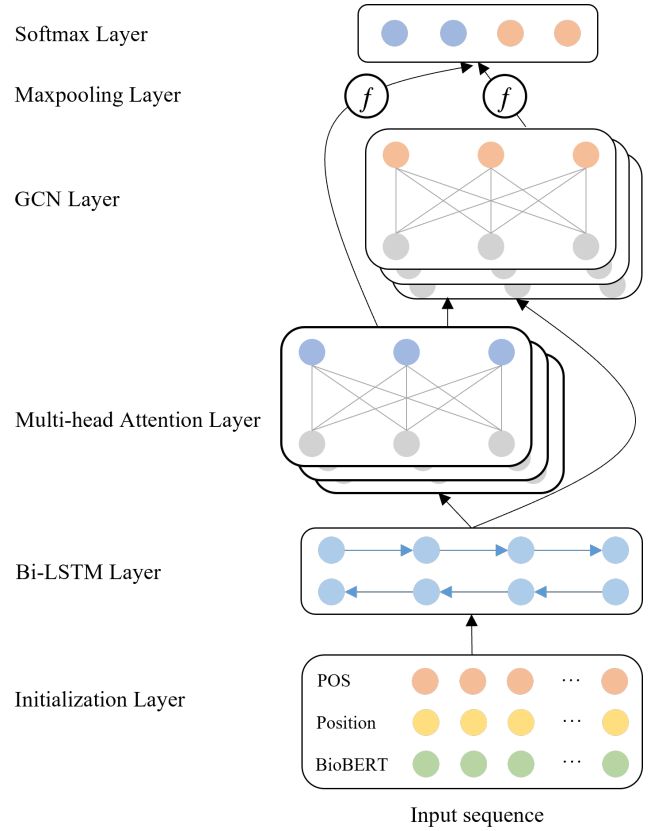 Softmax Layer
Maxpooling Layer
f
f
GCN Layer
Multi-head Attention Layer
Bi-LSTM Layer
Initialization Layer
POS
...
Position
...
BioBERT
...
Input sequence